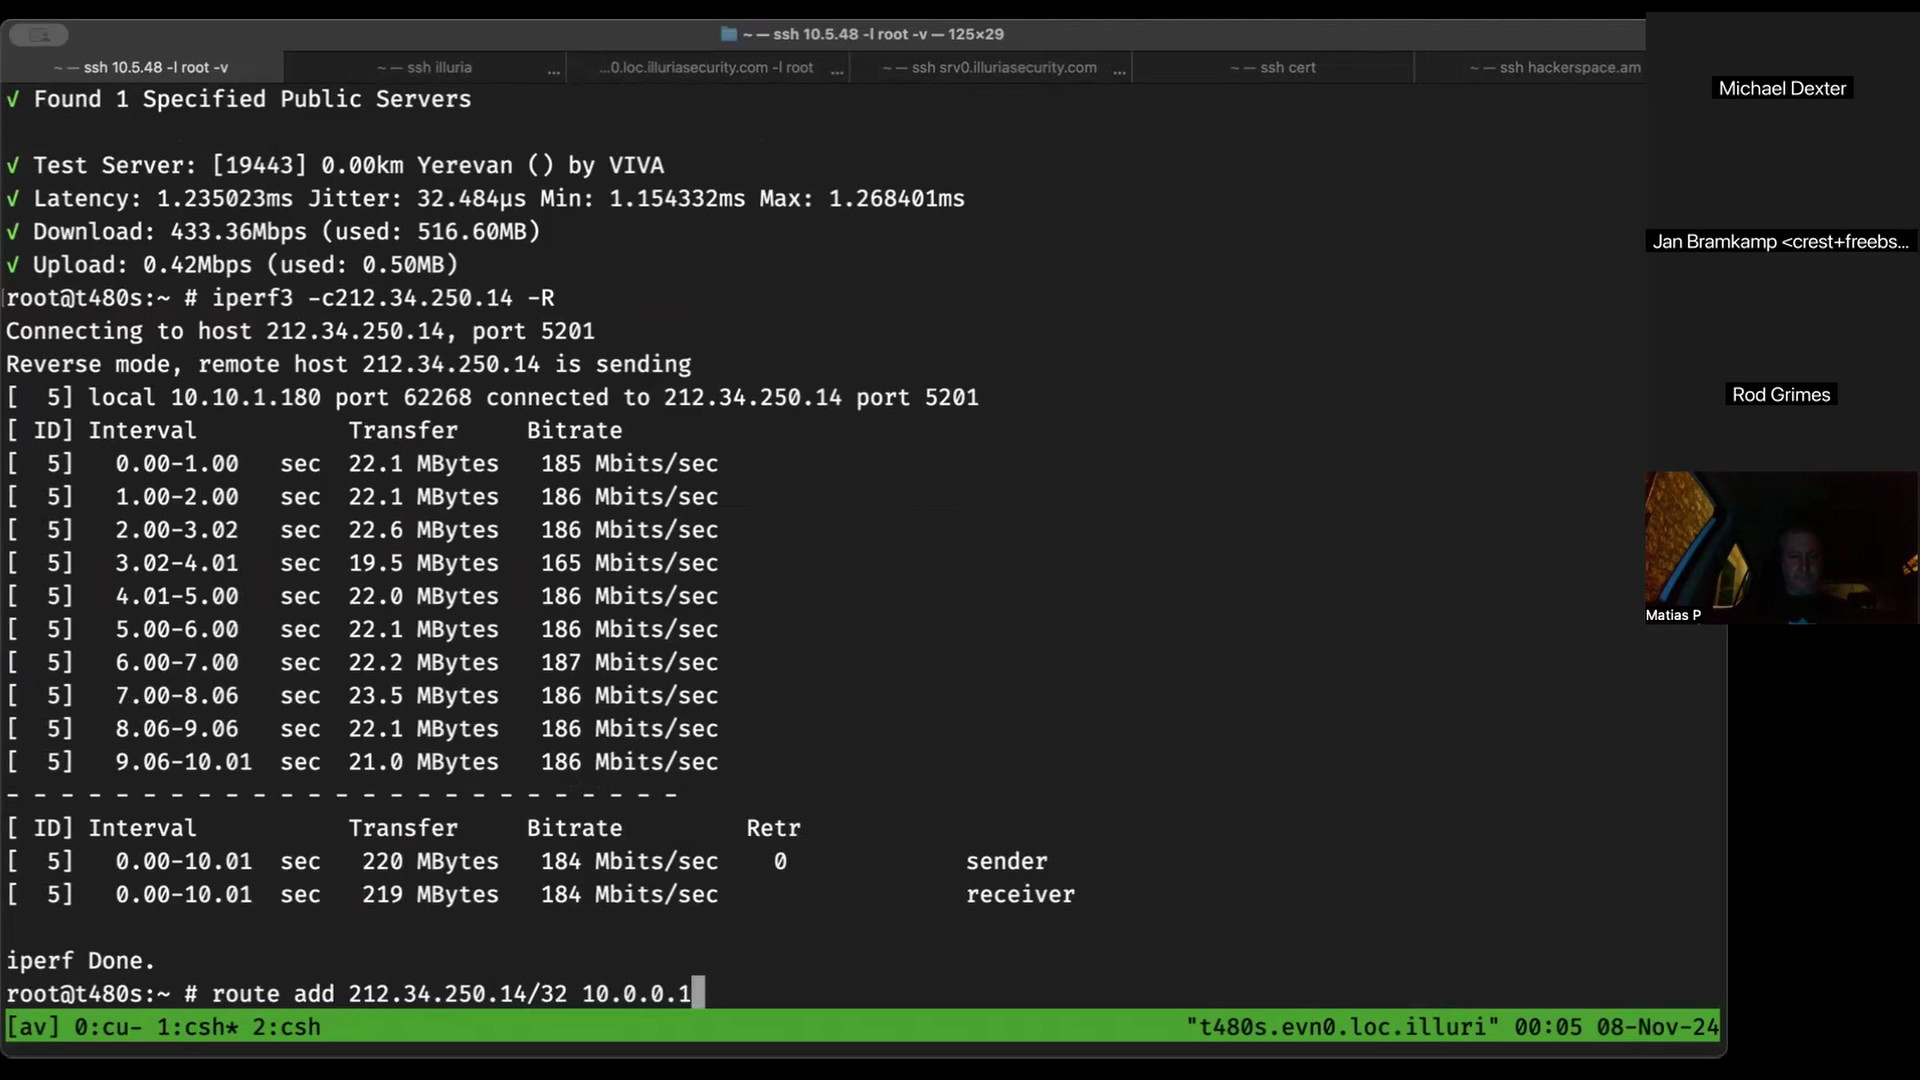 ~ — ssh 10.5.48 -l root -v — 125×29
~ — ssh 10.5.48 -l root -v
~ — ssh illuria ...
...0.loc.illuriasecurity.com -l root ...
~ — ssh srv0.illuriasecurity.com ...
~ — ssh cert
~ — ssh hackerspace.am
√ Found 1 Specified Public Servers
√ Test Server: [19443] 0.00km Yerevan () by VIVA
√ Latency: 1.235023ms Jitter: 32.484µs Min: 1.154332ms Max: 1.268401ms
√ Download: 433.36Mbps (used: 516.60MB)
√ Upload: 0.42Mbps (used: 0.50MB)
root@t480s:~ # iperf3 -c212.34.250.14 -R
Connecting to host 212.34.250.14, port 5201
Reverse mode, remote host 212.34.250.14 is sending
[  5] local 10.10.1.180 port 62268 connected to 212.34.250.14 port 5201
[ ID] Interval           Transfer     Bitrate
[  5]   0.00-1.00   sec  22.1 MBytes   185 Mbits/sec
[  5]   1.00-2.00   sec  22.1 MBytes   186 Mbits/sec
[  5]   2.00-3.02   sec  22.6 MBytes   186 Mbits/sec
[  5]   3.02-4.01   sec  19.5 MBytes   165 Mbits/sec
[  5]   4.01-5.00   sec  22.0 MBytes   186 Mbits/sec
[  5]   5.00-6.00   sec  22.1 MBytes   186 Mbits/sec
[  5]   6.00-7.00   sec  22.2 MBytes   187 Mbits/sec
[  5]   7.00-8.06   sec  23.5 MBytes   186 Mbits/sec
[  5]   8.06-9.06   sec  22.1 MBytes   186 Mbits/sec
[  5]   9.06-10.01  sec  21.0 MBytes   186 Mbits/sec
- - - - - - - - - - - - - - - - - - - - - - - - -
[ ID] Interval           Transfer     Bitrate         Retr
[  5]   0.00-10.01  sec   220 MBytes   184 Mbits/sec    0             sender
[  5]   0.00-10.01  sec   219 MBytes   184 Mbits/sec                  receiver
iperf Done.
root@t480s:~ # route add 212.34.250.14/32 10.0.0.1
[av] 0:cu- 1:csh* 2:csh "t480s.evn0.loc.illuri" 00:05 08-Nov-24
Michael Dexter
Jan Bramkamp <crest+freebs...
Rod Grimes
Matias P